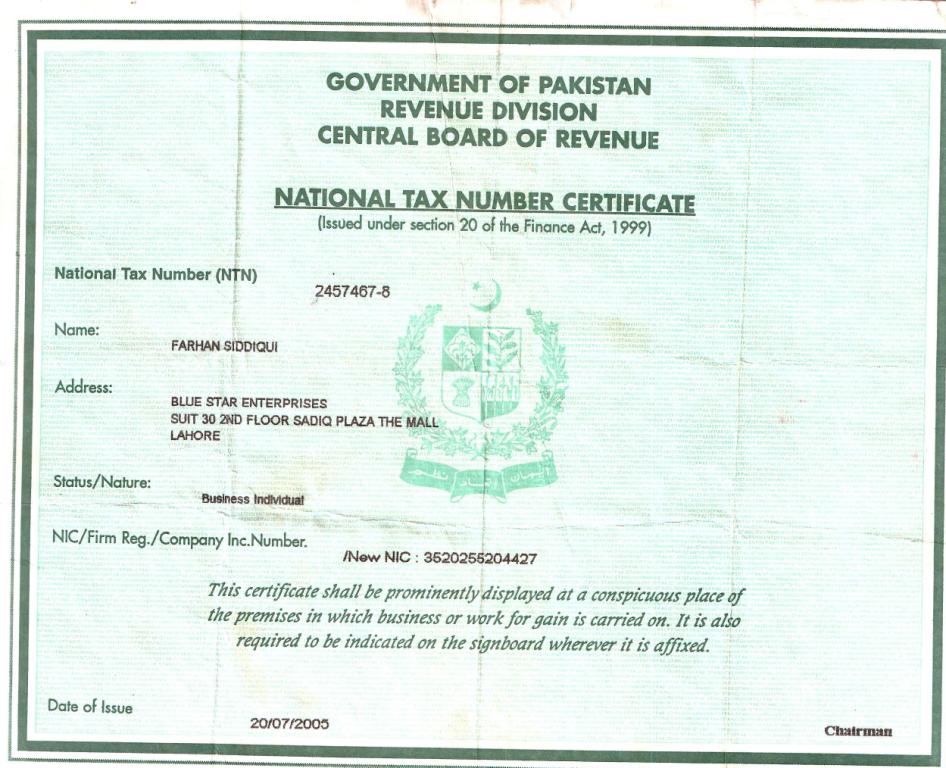 GOVERNMENT OF PAKISTAN
REVENUE DIVISION
CENTRAL BOARD OF REVENUE
NATIONAL TAX NUMBER CERTIFICATE
(Issued under section 20 of the Finance Act, 1999)
National Tax Number (NTN)
2457467-8
Name:
FARHAN SIDDIQUI
Address:
BLUE STAR ENTERPRISES
SUIT 30 2ND FLOOR SADIQ PLAZA THE MALL
LAHORE
ایمان اتحاد نظم
Status/Nature:
Business Individual
NIC/Firm Reg./Company Inc.Number.
/New NIC : 3520255204427
This certificate shall be prominently displayed at a conspicuous place of
the premises in which business or work for gain is carried on. It is also
required to be indicated on the signboard wherever it is affixed.
Date of Issue
20/07/2005
Chairman